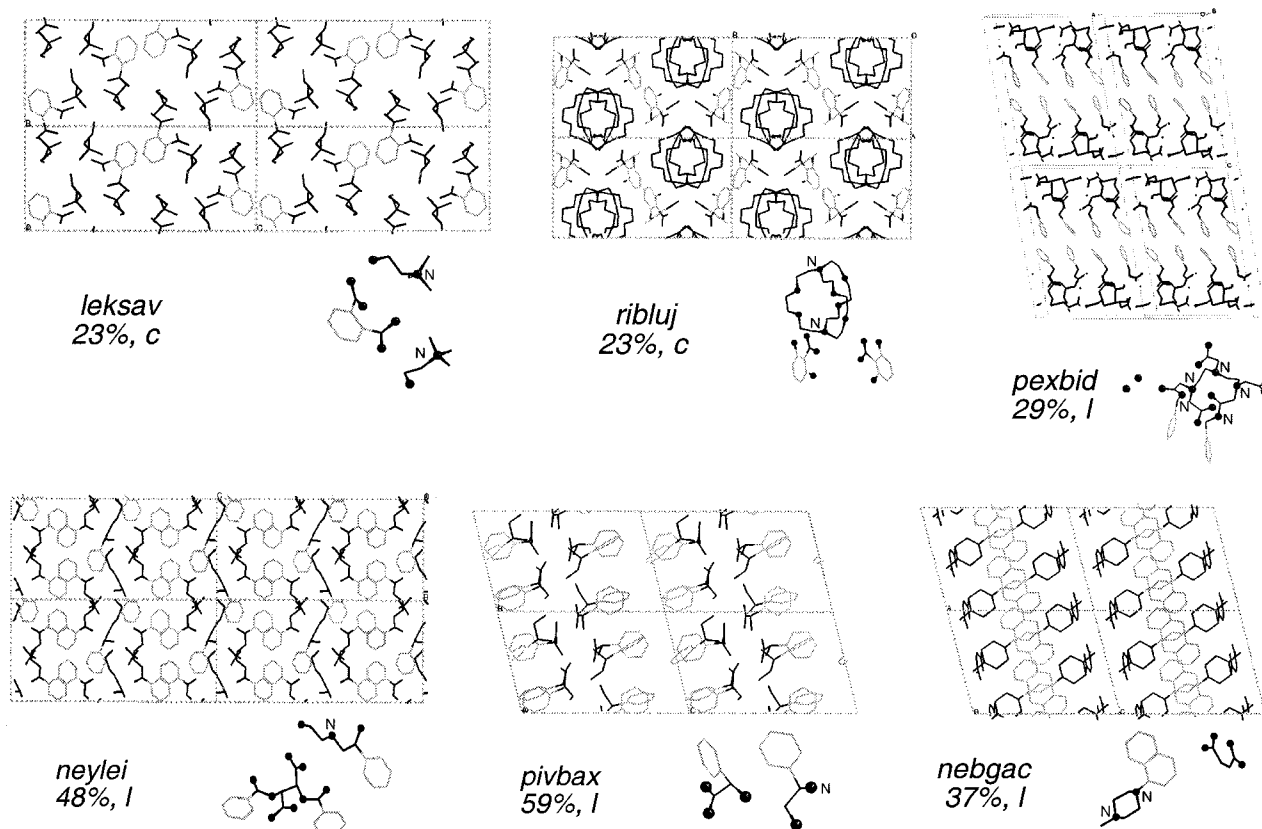 N
N
leksav
23%, c
N
N
ribluj
23%, c
N
N
N
N
pexbid
29%, l
N
neylei
48%, l
N
pivbax
59%, l
N
N
nebgac
37%, l